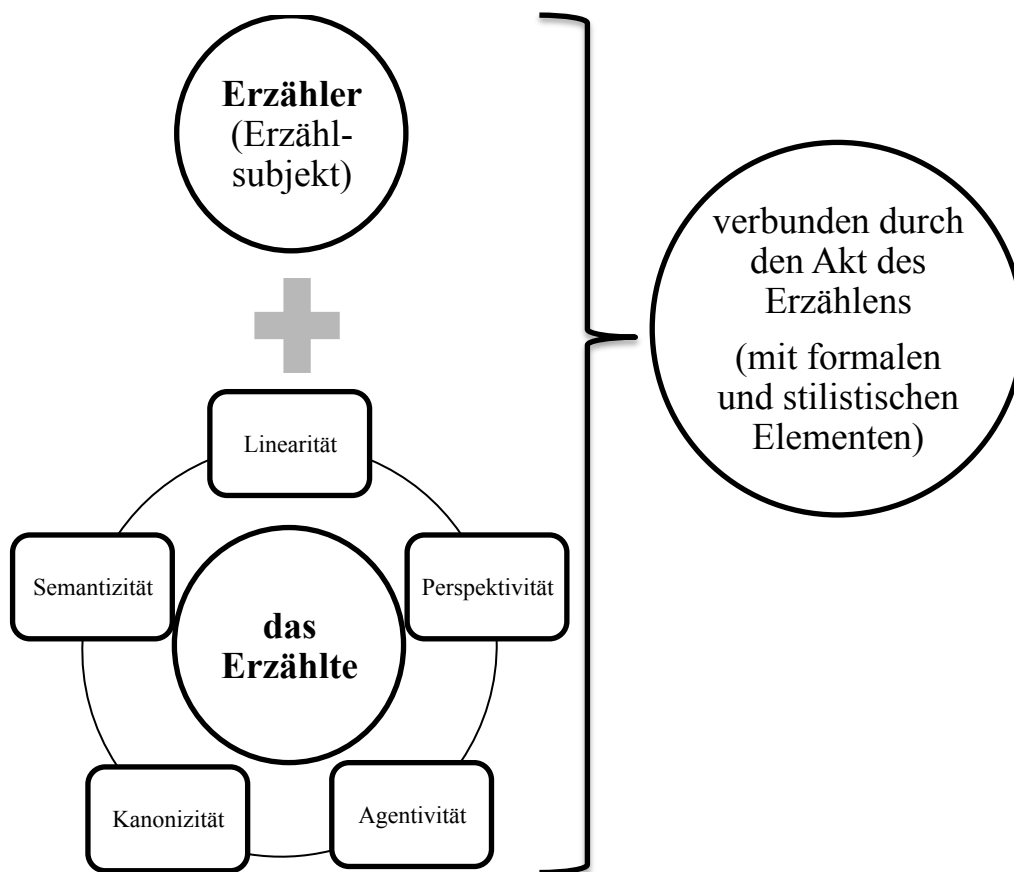 Erzähler
(Erzähl-
subjekt)
Linearität
Semantizität
Perspektivität
das
Erzählte
Kanonizität
Agentivität
verbunden durch
den Akt des
Erzählens
(mit formalen
und stilistischen
Elementen)